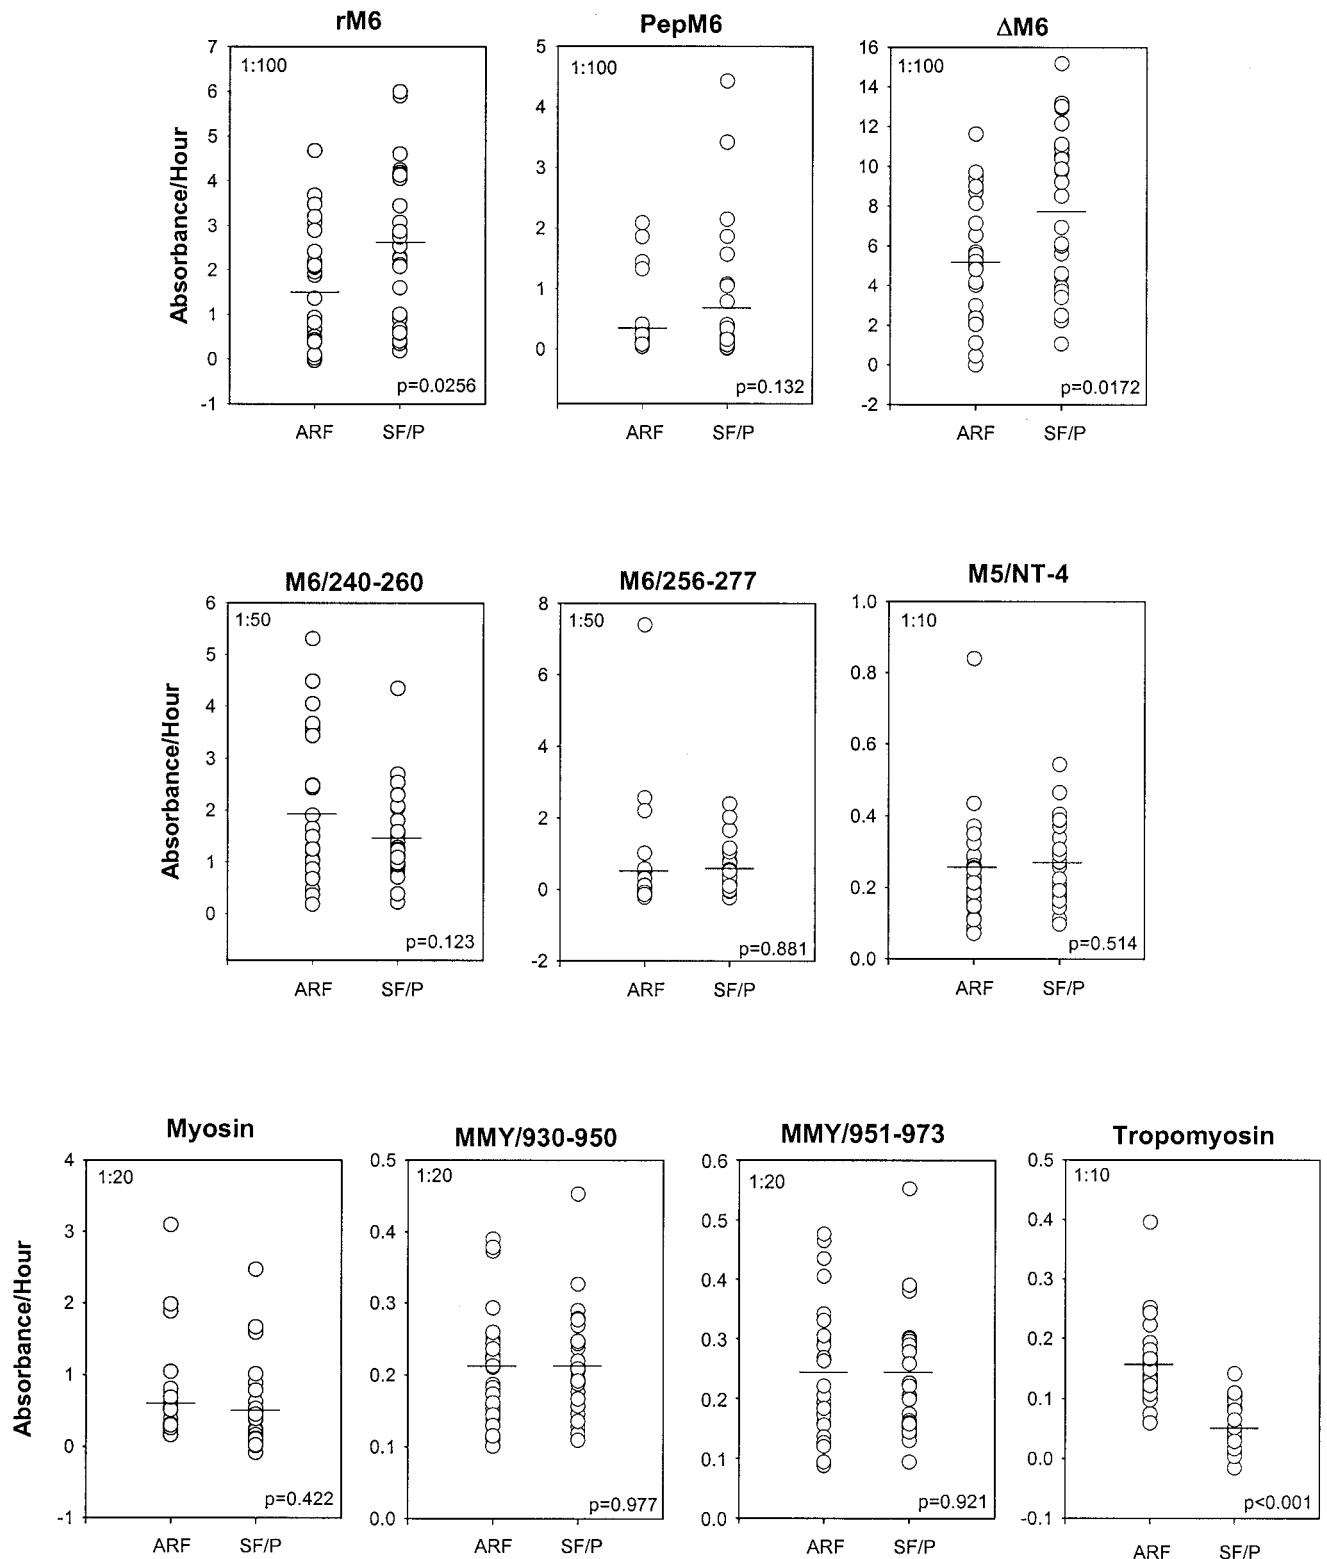 rM6
PepM6
ΔM6
7
6
5
4
3
2
1
0
-1
1:100
p=0.0256
Absorbance/Hour
ARF
SF/P
5
4
3
2
1
0
1:100
p=0.132
ARF
SF/P
16
14
12
10
8
6
4
2
0
-2
1:100
p=0.0172
ARF
SF/P
M6/240-260
M6/256-277
M5/NT-4
6
5
4
3
2
1
0
1:50
p=0.123
Absorbance/Hour
ARF
SF/P
8
6
4
2
0
-2
1:50
p=0.881
ARF
SF/P
1.0
0.8
0.6
0.4
0.2
0.0
1:10
p=0.514
ARF
SF/P
Myosin
MMY/930-950
MMY/951-973
Tropomyosin
4
3
2
1
0
-1
1:20
p=0.422
Absorbance/Hour
ARF
SF/P
0.5
0.4
0.3
0.2
0.1
0.0
1:20
p=0.977
ARF
SF/P
0.6
0.5
0.4
0.3
0.2
0.1
0.0
1:20
p=0.921
ARF
SF/P
0.5
0.4
0.3
0.2
0.1
0.0
-0.1
1:10
p<0.001
ARF
SF/P